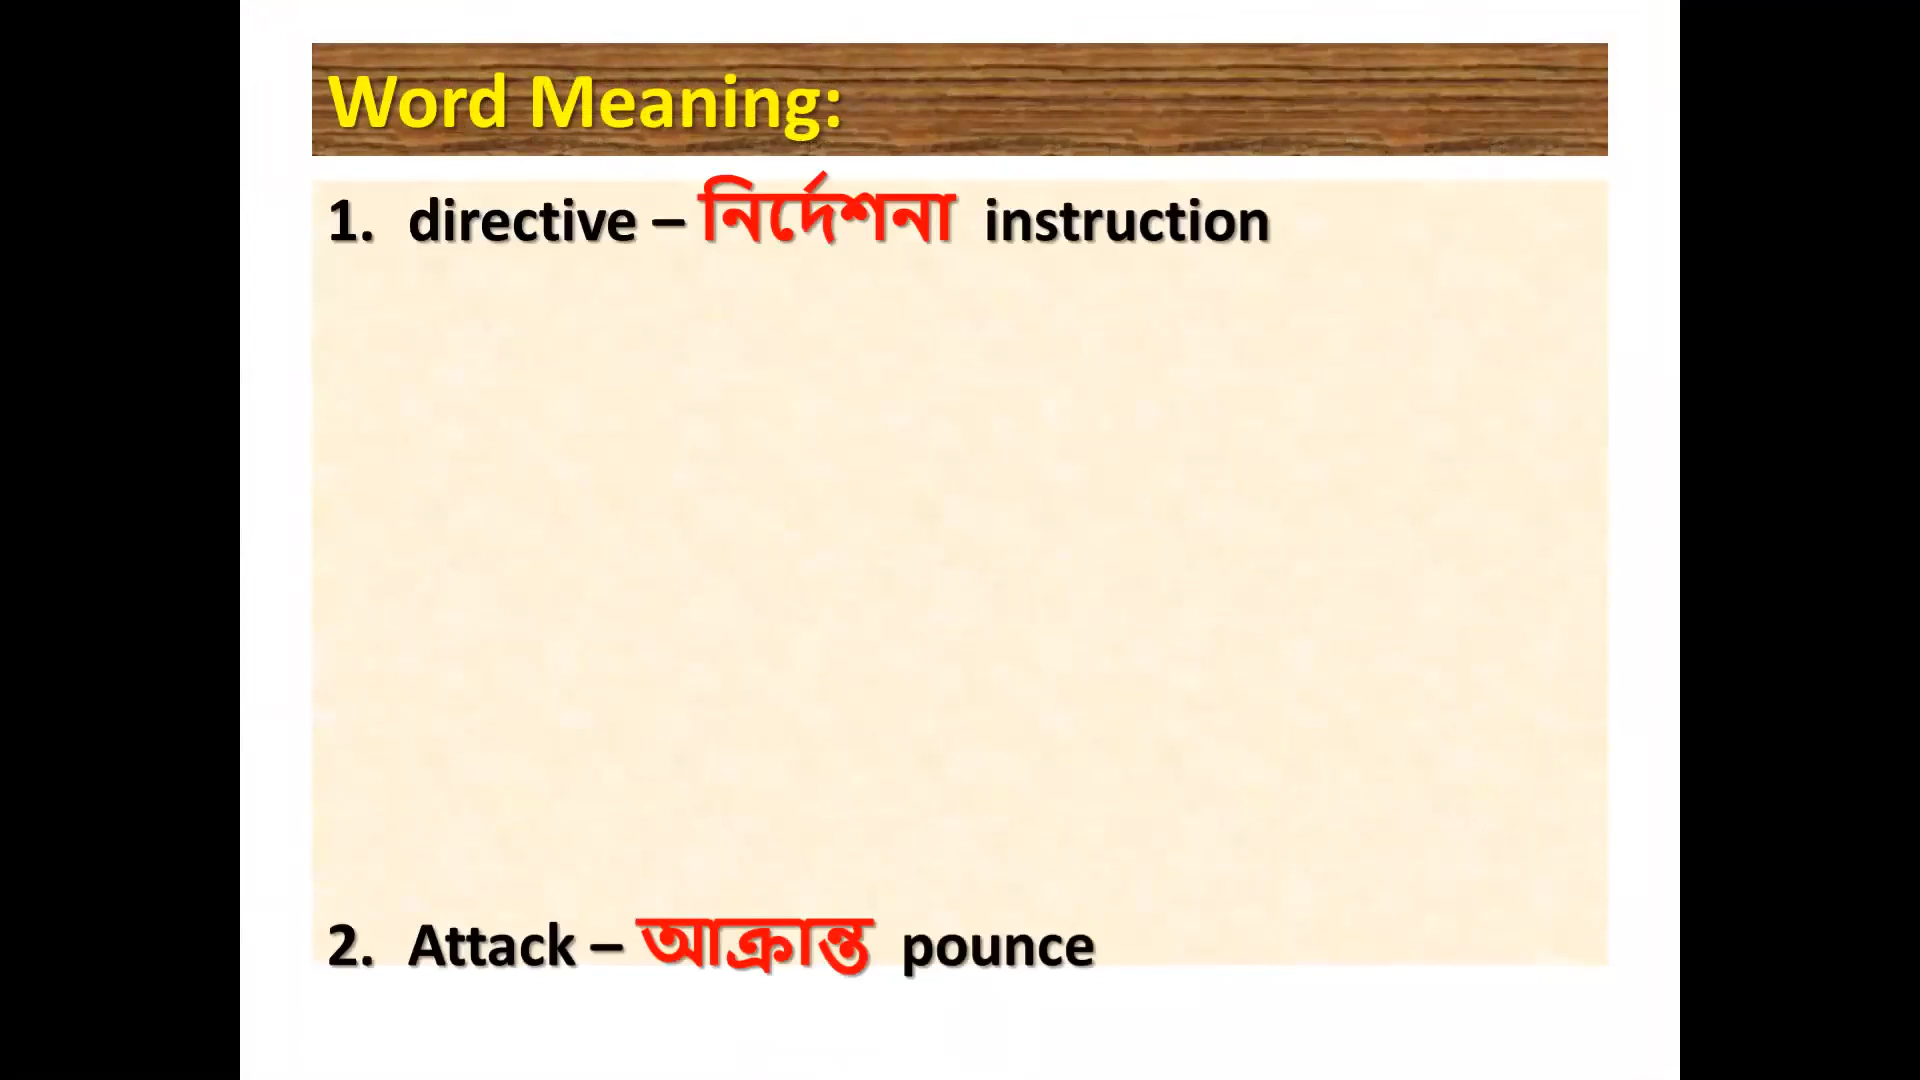 Word Meaning:
1. directive – নির্দেশনা instruction
2. Attack – আক্রান্ত pounce